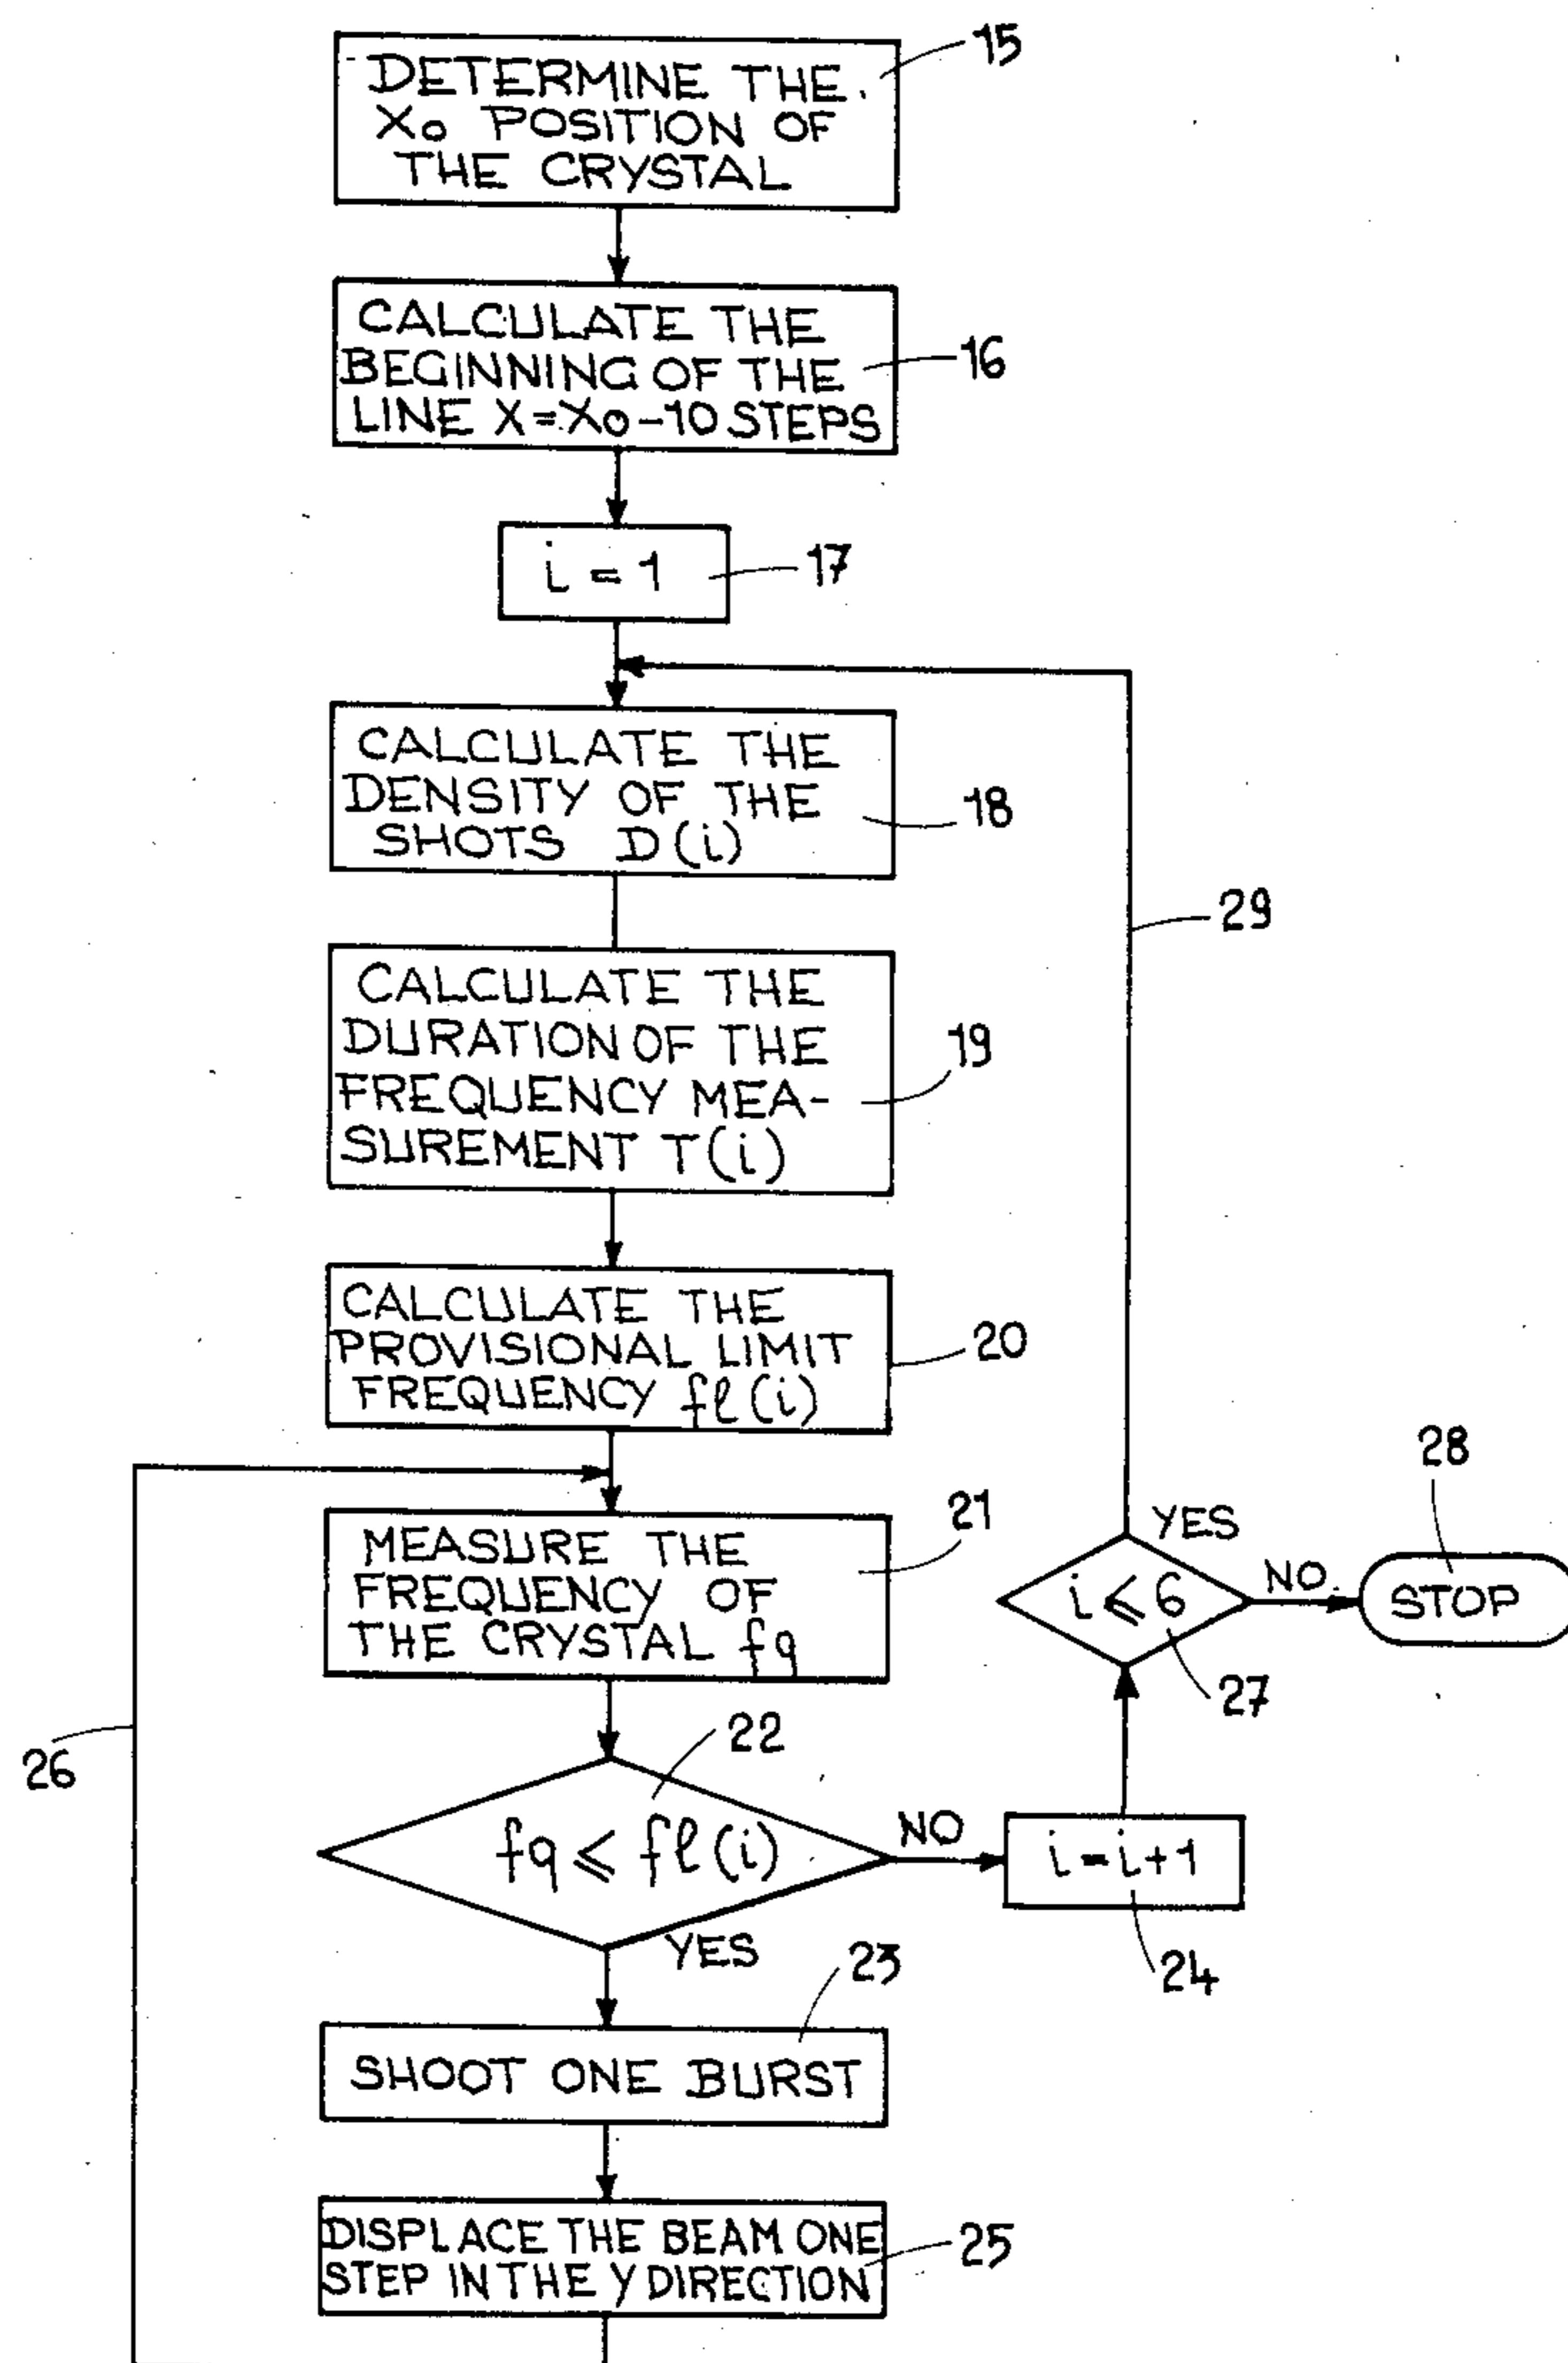 DETERMINE THE
X₀ POSITION OF
THE CRYSTAL
15
CALCULATE THE
BEGINNING OF THE
LINE X=X₀-10 STEPS
16
i = 1
17
CALCULATE THE
DENSITY OF THE
SHOTS D(i)
18
29
CALCULATE THE
DURATION OF THE
FREQUENCY MEA-
SUREMENT T(i)
19
CALCULATE THE
PROVISIONAL LIMIT
FREQUENCY fl(i)
20
MEASURE THE
FREQUENCY OF
THE CRYSTAL fq
21
YES
i ⩽ 6
27
NO
28
STOP
22
fq ⩽ fl(i)
NO
i=i+1
24
26
YES
23
SHOOT ONE BURST
DISPLACE THE BEAM ONE
STEP IN THE Y DIRECTION
25